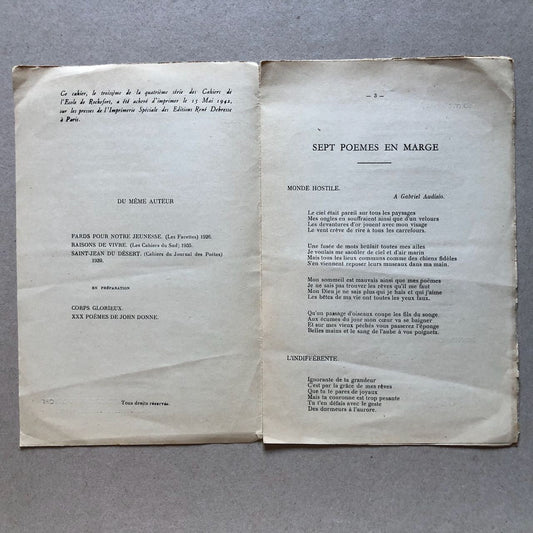 Ce cahier, le troisième de la quatrième série des Cahiers de
l'Ecole de Rochefort, a été achevé d'imprimer le 15 Mai 1942,
sur les presses de l'Imprimerie Spéciale des Editions René Debresse
à Paris.
DU MÊME AUTEUR
FARDS POUR NOTRE JEUNESSE. (Les Facettes) 1926.
RAISONS DE VIVRE. (Les Cahiers du Sud) 1935.
SAINT-JEAN DU DÉSERT. (Cahiers du Journal des Poètes)
1939.
EN PRÉPARATION
CORPS GLORIEUX.
XXX POÈMES DE JOHN DONNE.
Tous droits réservés.
— 3 —
SEPT POEMES EN MARGE
MONDE HOSTILE.
A Gabriel Audisio.
Le ciel était pareil sur tous les paysages
Mes ongles en souffraient ainsi que d'un velours
Les devantures d'or jouent avec mon visage
Le vent crève de rire à tous les carrefours.
Une fusée de mots brûlait toutes mes ailes
Je voulais me saoûler de ciel et d'air marin
Mais tous les lieux communs comme des chiens fidèles
S'en viennent reposer leurs museaux dans ma main.
Mon sommeil est mauvais ainsi que mes poèmes
Je ne sais pas trouver les rêves qu'il me faut
Mon Dieu je ne sais plus qui je hais et qui j'aime
Les bêtes de ma vie ont toutes les yeux faux.
Qu'un passage d'oiseaux coupe les fils du songe
Aux écumes du jour mon cœur va se baigner
Et sur mes vieux péchés vous passerez l'éponge
Belles mains et le sang de l'aube à vos poignets.
L'INDIFFÉRENTE.
Ignorante de ta grandeur
C'est par la grâce de mes rêves
Que tu te pares de joyaux
Mais ta couronne est trop pesante
Tu t'en défais avec le geste
Des dormeurs à l'aurore.